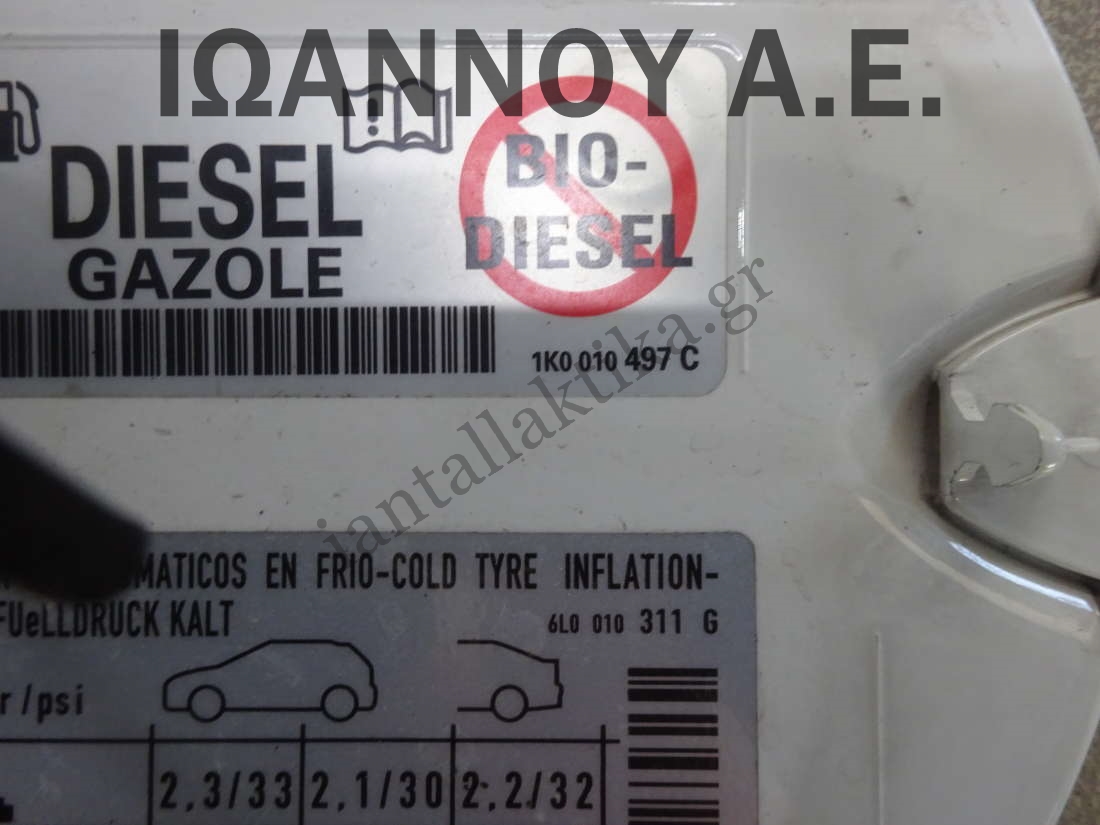 ΙΩΑΝΝΟΥ Α.Ε.
DIESEL
GAZOLE
BIO-
DIESEL
1K0 010 497 C
iantallaktika.gr
EN FRIO-COLD TYRE INFLATION-
KALT
6L0 010 311 G
/psi
2,3/33 2,1/30 2,2/32